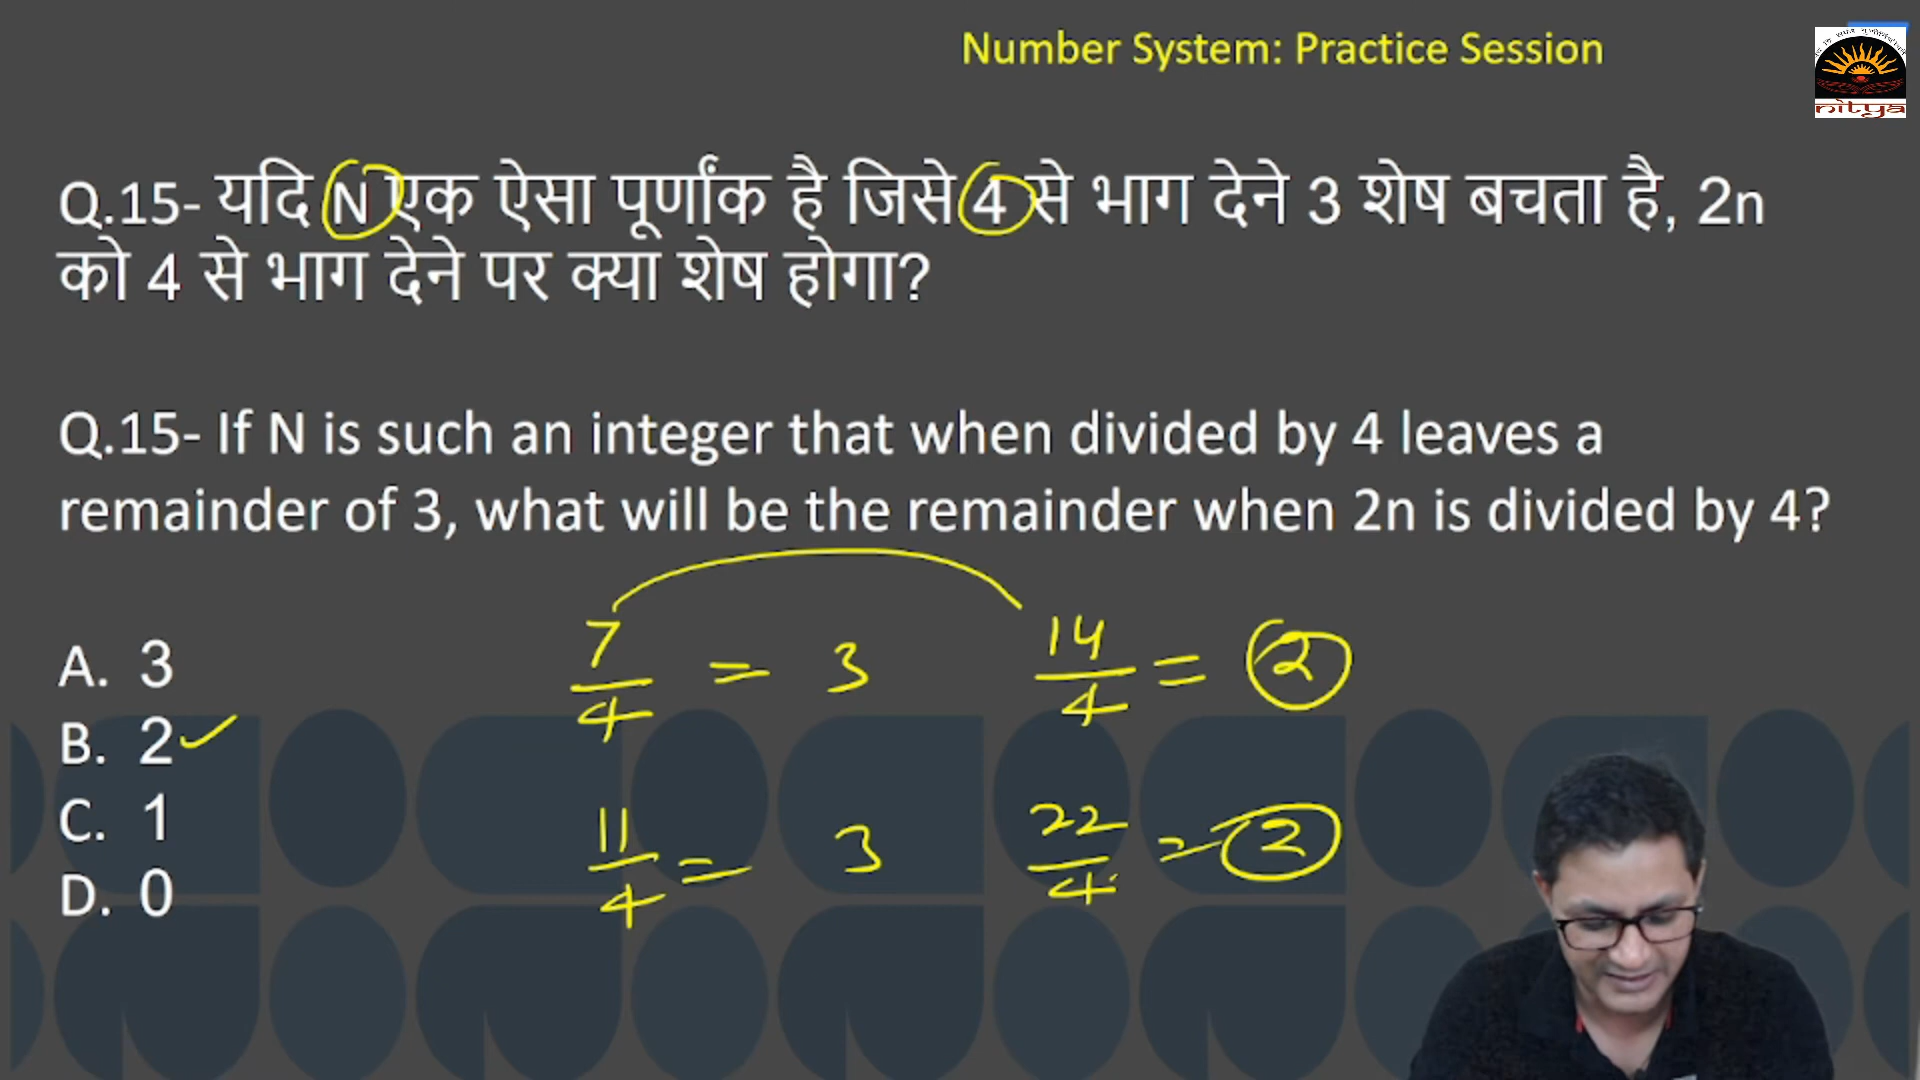 Number System: Practice Session
nitya
Q.15- यदि N एक ऐसा पूर्णांक है जिसे 4 से भाग देने 3 शेष बचता है, 2n
को 4 से भाग देने पर क्या शेष होगा?
Q.15- If N is such an integer that when divided by 4 leaves a
remainder of 3, what will be the remainder when 2n is divided by 4?
A. 3
B. 2 ✓
C. 1
D. 0
7/4 = 3 14/4 = 2
11/4 = 3 22/4 = 2